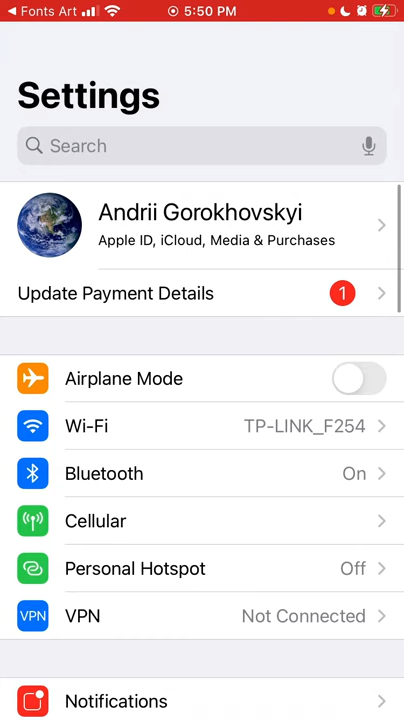 Fonts Art 5:50 PM
Settings
Search
Andrii Gorokhovskyi
Apple ID, iCloud, Media & Purchases
Update Payment Details 1
Airplane Mode
Wi-Fi TP-LINK_F254
Bluetooth On
Cellular
Personal Hotspot Off
VPN VPN Not Connected
Notifications